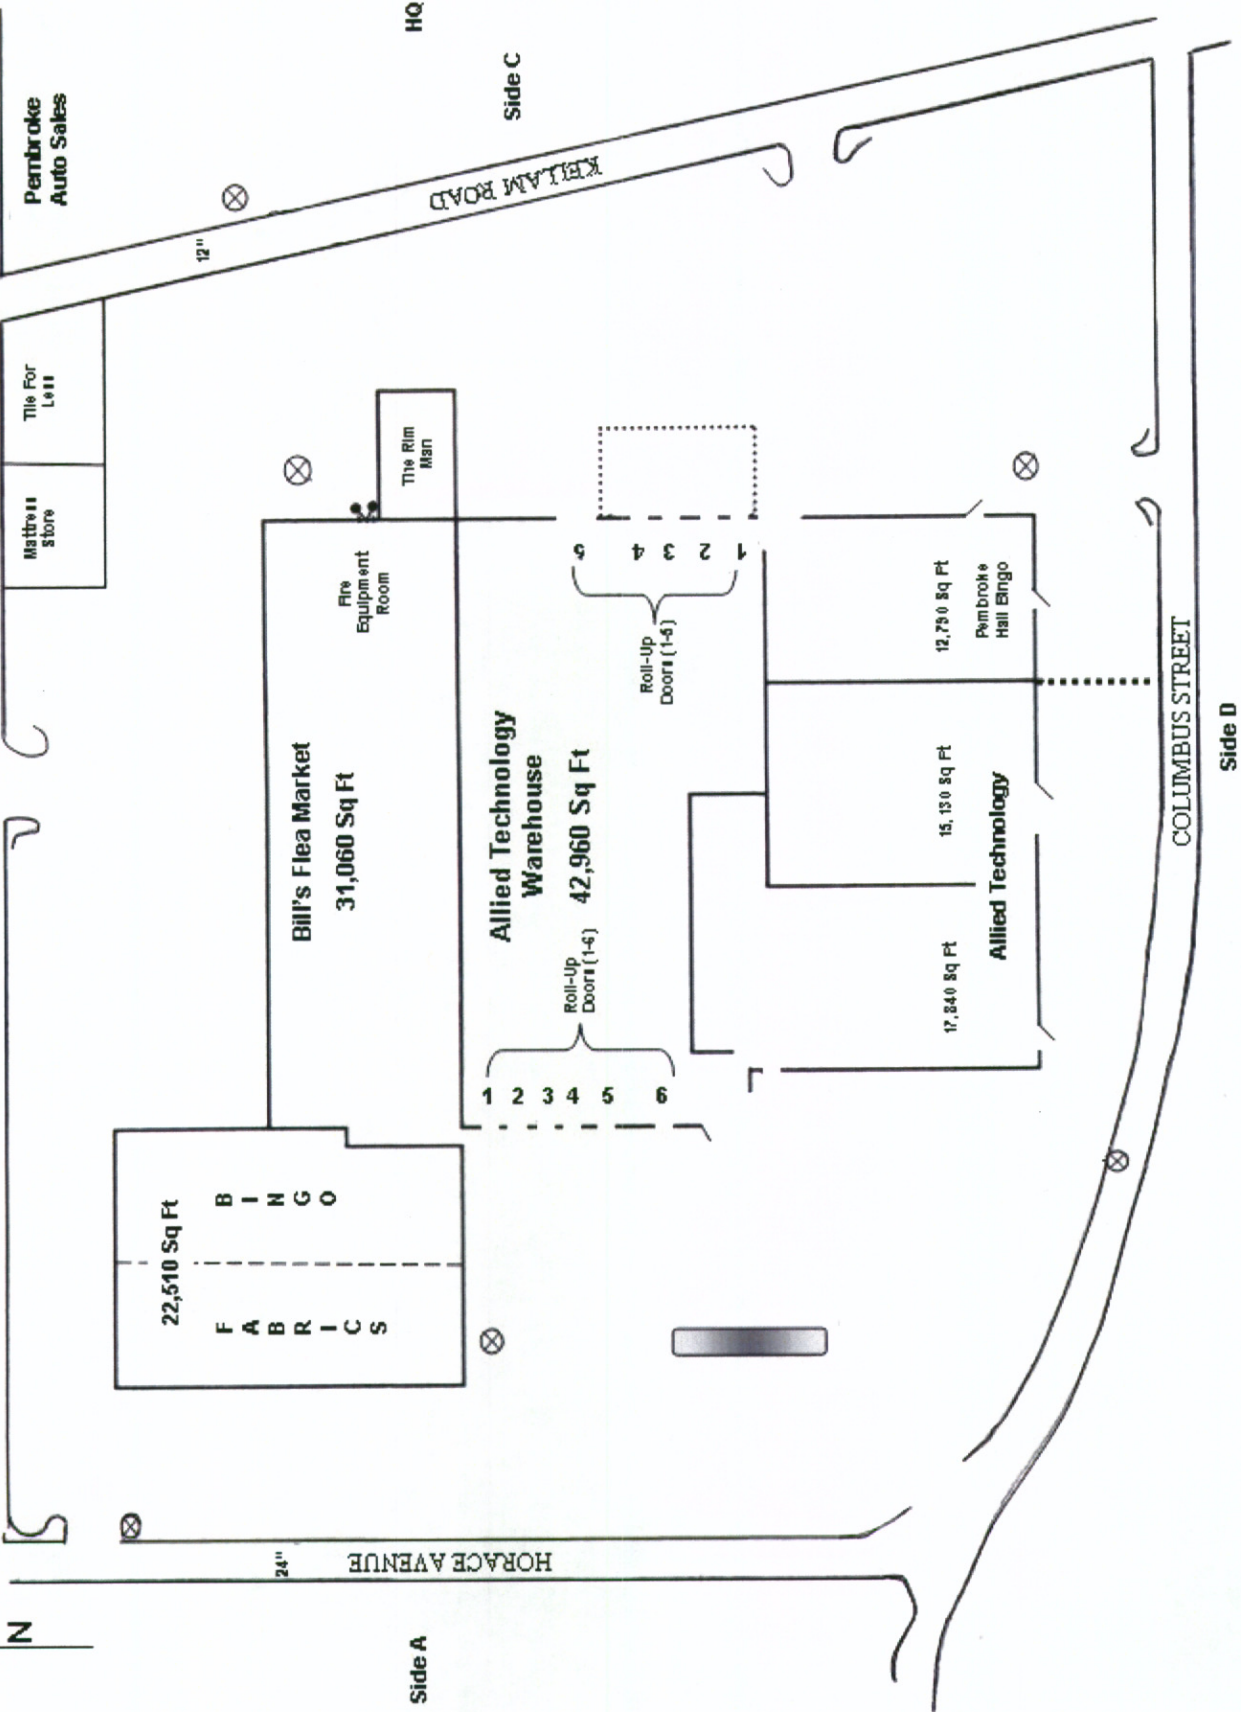 N
Side A
24"
HORACE AVENUE
22,510 Sq Ft
FABRICS
BINGO
Bill's Flea Market
31,060 Sq Ft
Fire
Equipment
Room
The Rim
Man
Mattress
Store
Tile For
Less
Pembroke
Auto Sales
12"
KELLAM ROAD
Side C
HQ
Allied Technology
Warehouse
42,960 Sq Ft
Roll-Up
Doors (1-6)
1
2
3
4
5
6
Roll-Up
Doors (1-5)
5
4
3
2
1
17,840 Sq Ft
15,130 Sq Ft
Allied Technology
12,790 Sq Ft
Pembroke
Hall Bingo
COLUMBUS STREET
Side D